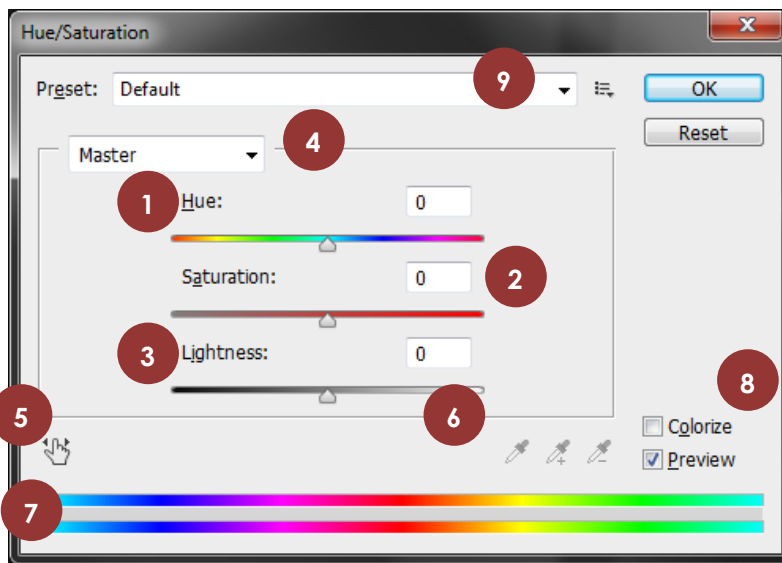 Hue/Saturation
Preset: Default 9 OK
Reset
Master 4
1 Hue: 0
Saturation: 0 2
3 Lightness: 0
8
5 6
Colorize
Preview
7